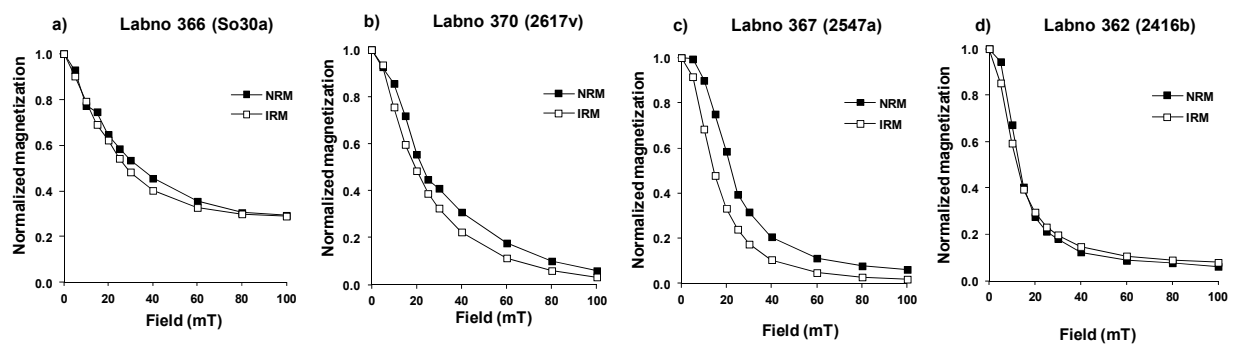 a) Labno 366 (So30a)
Normalized magnetization
1.0
0.8
0.6
0.4
0.2
0.0
0 20 40 60 80 100
Field (mT)
NRM
IRM
b) Labno 370 (2617v)
Normalized magnetization
1.0
0.8
0.6
0.4
0.2
0.0
0 20 40 60 80 100
Field (mT)
NRM
IRM
c) Labno 367 (2547a)
Normalized magnetization
1.0
0.8
0.6
0.4
0.2
0.0
0 20 40 60 80 100
Field (mT)
NRM
IRM
d) Labno 362 (2416b)
Normalized magnetization
1.0
0.8
0.6
0.4
0.2
0.0
0 20 40 60 80 100
Field (mT)
NRM
IRM